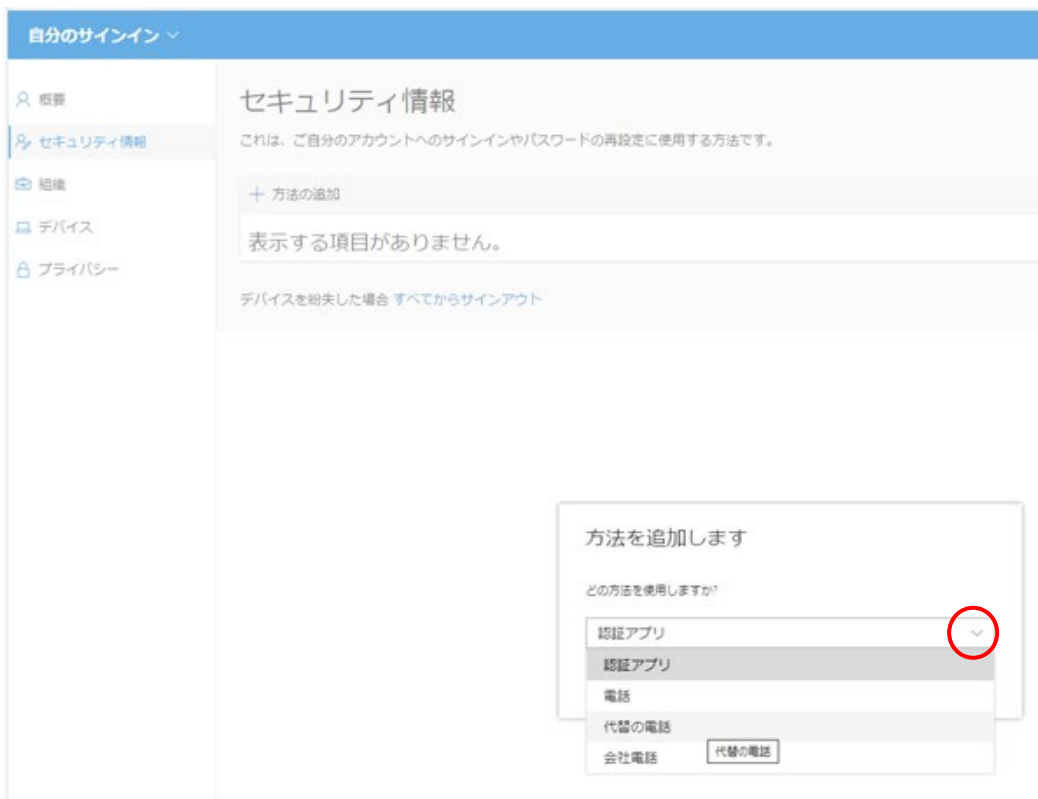 自分のサインイン
概要
セキュリティ情報
組織
デバイス
プライバシー
セキュリティ情報
これは、ご自分のアカウントへのサインインやパスワードの再設定に使用する方法です。
方法の追加
表示する項目がありません。
デバイスを紛失した場合 すべてからサインアウト
方法を追加します
どの方法を使用しますか?
認証アプリ
認証アプリ
電話
代替の電話
会社電話
代替の電話